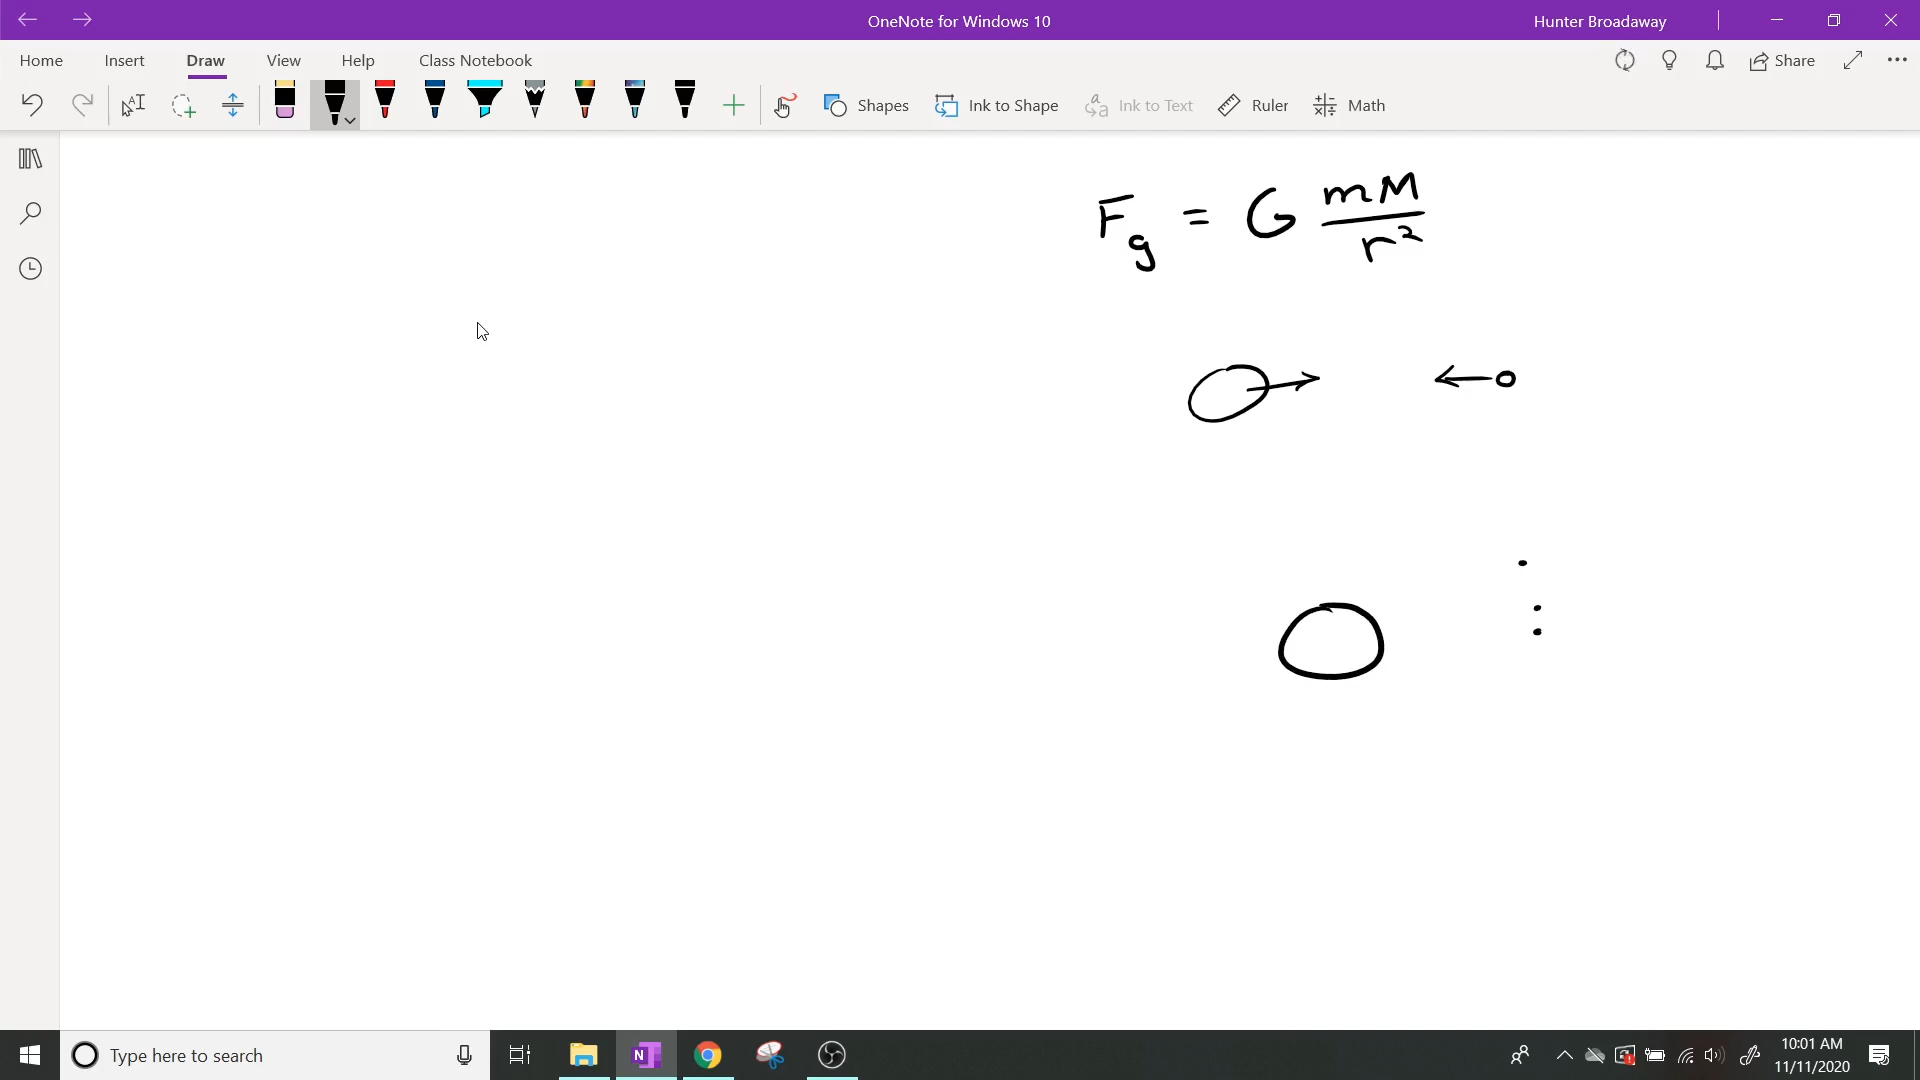 OneNote for Windows 10
Hunter Broadaway
Home Insert Draw View Help Class Notebook
Share
Shapes Ink to Shape Ink to Text Ruler Math
F_g = G mM/r²
Type here to search
10:01 AM
11/11/2020